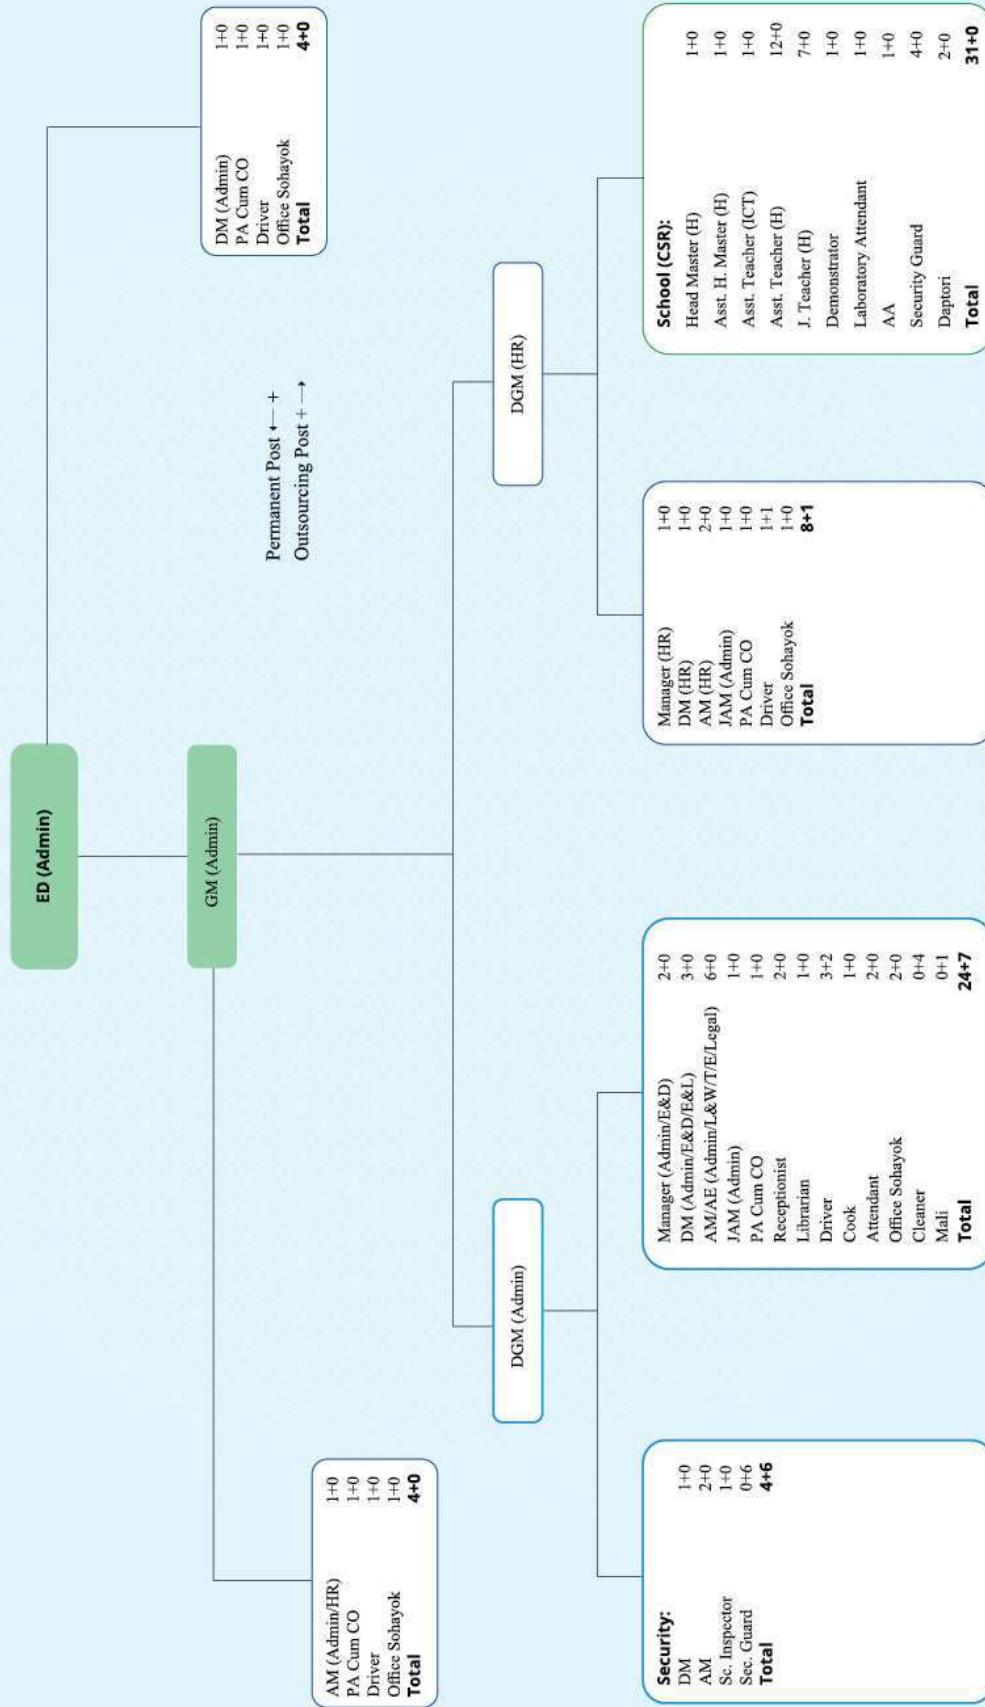 ED (Admin)
DM (Admin) 1+0
PA Cum CO 1+0
Driver 1+0
Office Sohayok 1+0
Total 4+0
GM (Admin)
Permanent Post ← +
Outsourcing Post + →
AM (Admin/HR) 1+0
PA Cum CO 1+0
Driver 1+0
Office Sohayok 1+0
Total 4+0
DGM (Admin)
DGM (HR)
Security:
DM 1+0
AM 2+0
Sc. Inspector 1+0
Sec. Guard 0+6
Total 4+6
Manager (Admin/E&D) 2+0
DM (Admin/E&D/E&L) 3+0
AM/AE (Admin/L&W/T/E/Legal) 6+0
JAM (Admin) 1+0
PA Cum CO 1+0
Receptionist 2+0
Librarian 1+0
Driver 3+2
Cook 1+0
Attendant 2+0
Office Sohayok 2+0
Cleaner 0+4
Mali 0+1
Total 24+7
Manager (HR) 1+0
DM (HR) 1+0
AM (HR) 2+0
JAM (Admin) 1+0
PA Cum CO 1+0
Driver 1+1
Office Sohayok 1+0
Total 8+1
School (CSR):
Head Master (H) 1+0
Asst. H. Master (H) 1+0
Asst. Teacher (ICT) 1+0
Asst. Teacher (H) 12+0
J. Teacher (H) 7+0
Demonstrator 1+0
Laboratory Attendant 1+0
AA 1+0
Security Guard 4+0
Daptori 2+0
Total 31+0